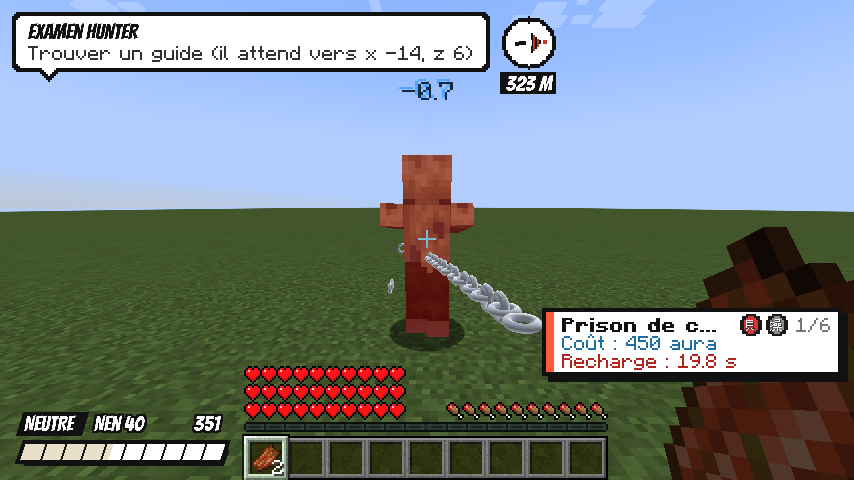 EXAMEN HUNTER
Trouver un guide (il attend vers x -14, z 6)
323 M
-0.7
Prison de c... 1/6
Coût : 450 aura
Recharge : 19.8 s
NEUTRE NEN 40 351
2